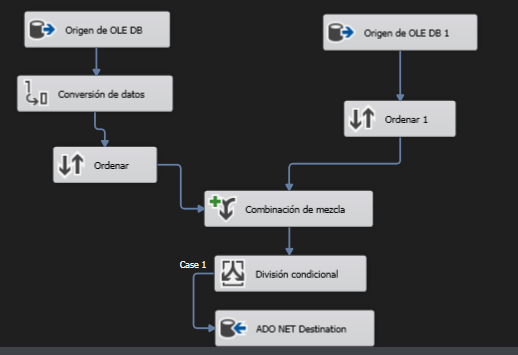 Origen de OLE DB
Origen de OLE DB 1
Conversión de datos
Ordenar 1
Ordenar
Combinación de mezcla
Case 1
División condicional
ADO NET Destination